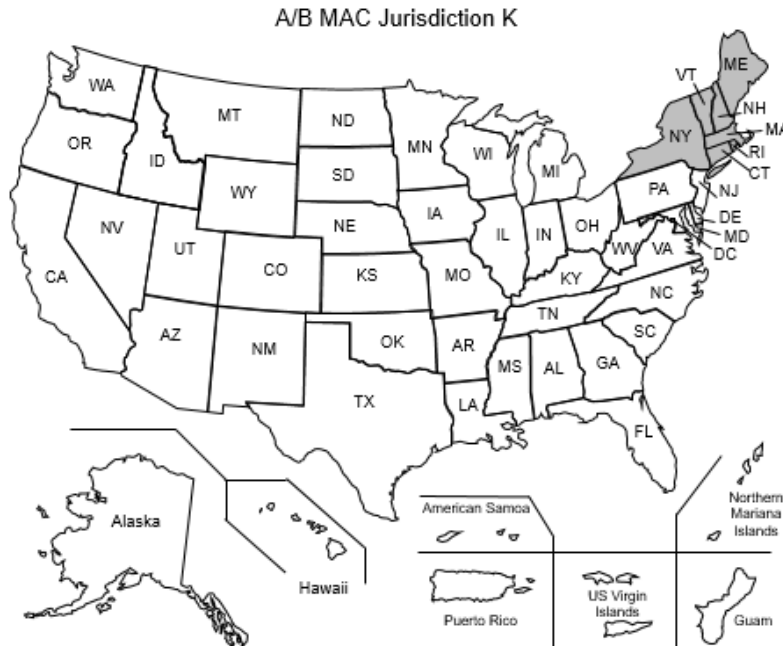 A/B MAC Jurisdiction K
WA
MT
ND
MN
VT
ME
NH
MA
NY
RI
CT
OR
ID
SD
WI
MI
WY
PA
NJ
IA
NE
DE
MD
DC
NV
UT
CO
IL
IN
OH
WV
VA
CA
KS
MO
KY
NC
TN
AZ
NM
OK
AR
SC
MS
AL
GA
TX
LA
FL
Alaska
Hawaii
American Samoa
Northern
Mariana
Islands
Puerto Rico
US Virgin
Islands
Guam